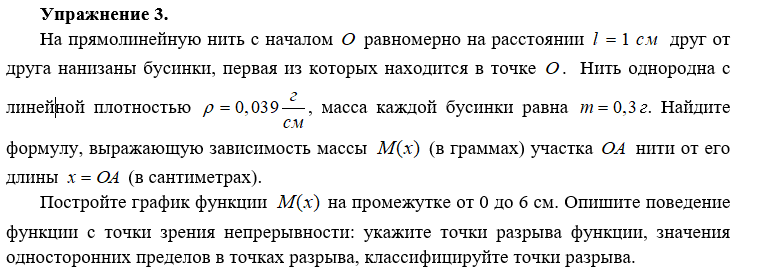 Упражнение 3.
На прямолинейную нить с началом O равномерно на расстоянии l = 1 см друг от
друга нанизаны бусинки, первая из которых находится в точке O. Нить однородна с
линейной плотностью ρ = 0,039 г/см, масса каждой бусинки равна m = 0,3 г. Найдите
формулу, выражающую зависимость массы M(x) (в граммах) участка OA нити от его
длины x = OA (в сантиметрах).
Постройте график функции M(x) на промежутке от 0 до 6 см. Опишите поведение
функции с точки зрения непрерывности: укажите точки разрыва функции, значения
односторонних пределов в точках разрыва, классифицируйте точки разрыва.